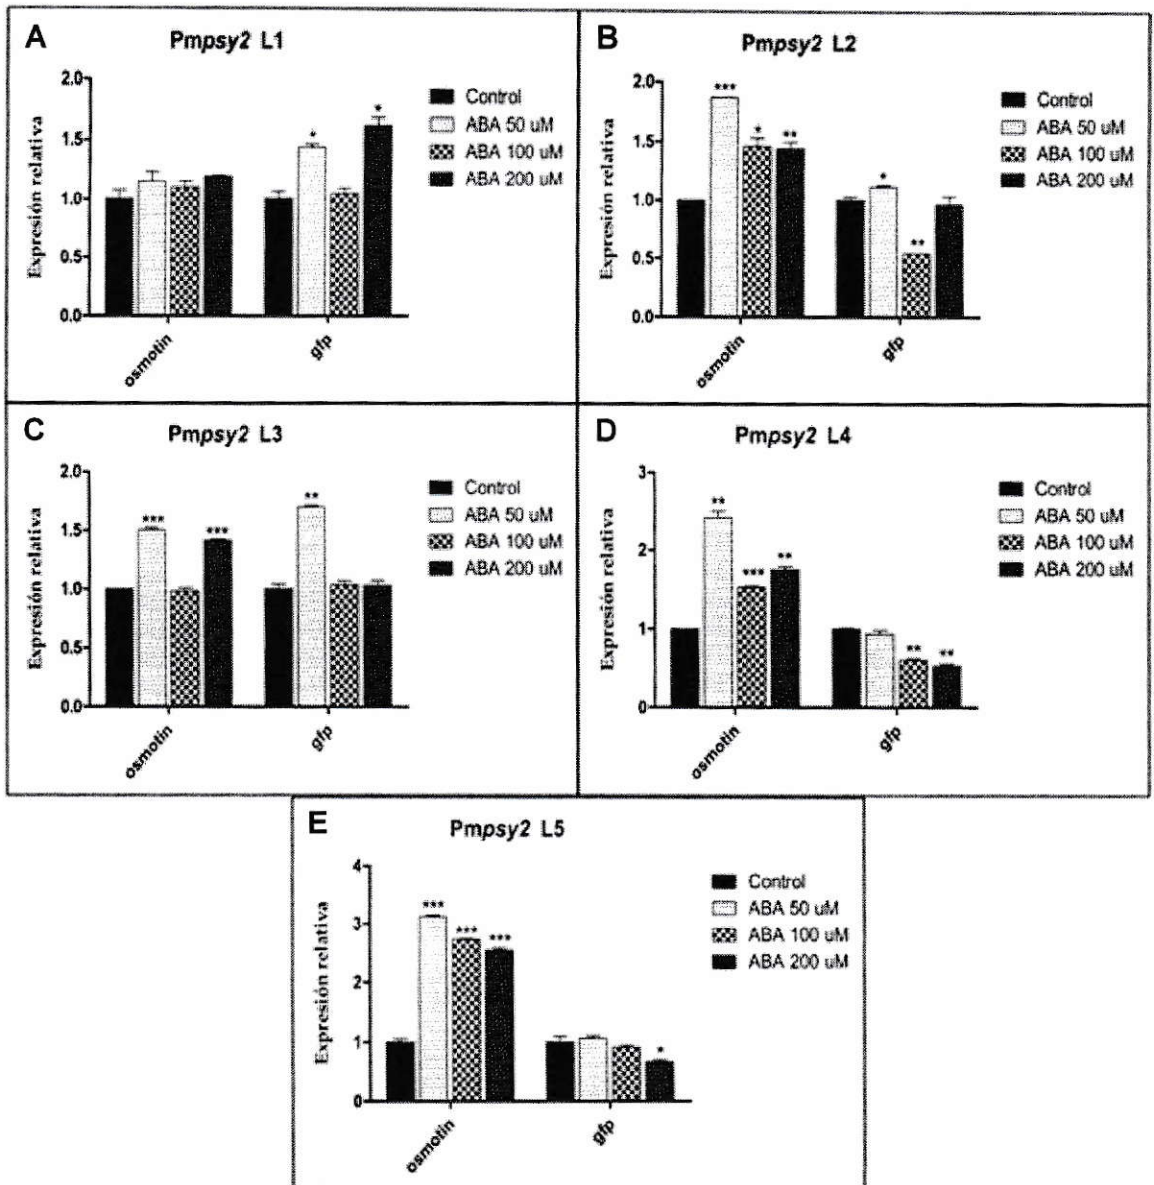 A
Pmpsy2 L1
Expresión relativa
2.0
1.5
1.0
0.5
0.0
* *
osmotin gfp
Control
ABA 50 uM
ABA 100 uM
ABA 200 uM
B
Pmpsy2 L2
Expresión relativa
2.0
1.5
1.0
0.5
0.0
*** * ** * **
osmotin gfp
Control
ABA 50 uM
ABA 100 uM
ABA 200 uM
C
Pmpsy2 L3
Expresión relativa
2.0
1.5
1.0
0.5
0.0
*** *** **
osmotin gfp
Control
ABA 50 uM
ABA 100 uM
ABA 200 uM
D
Pmpsy2 L4
Expresión relativa
3
2
1
0
** *** ** ** **
osmotin gfp
Control
ABA 50 uM
ABA 100 uM
ABA 200 uM
E
Pmpsy2 L5
Expresión relativa
4
3
2
1
0
*** *** *** *
osmotin gfp
Control
ABA 50 uM
ABA 100 uM
ABA 200 uM